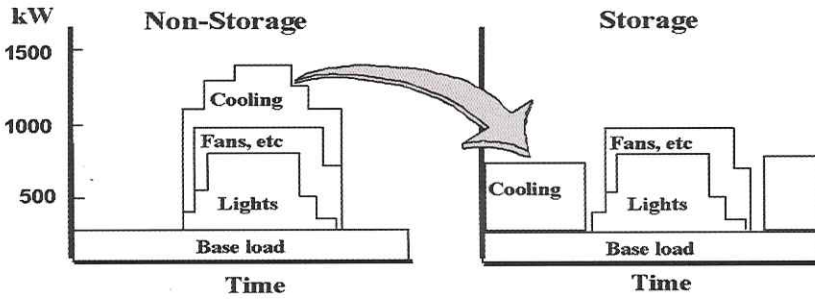 kW
Non-Storage
Storage
1500
1000
500
Cooling
Fans, etc
Lights
Base load
Time
Cooling
Fans, etc
Lights
Base load
Time